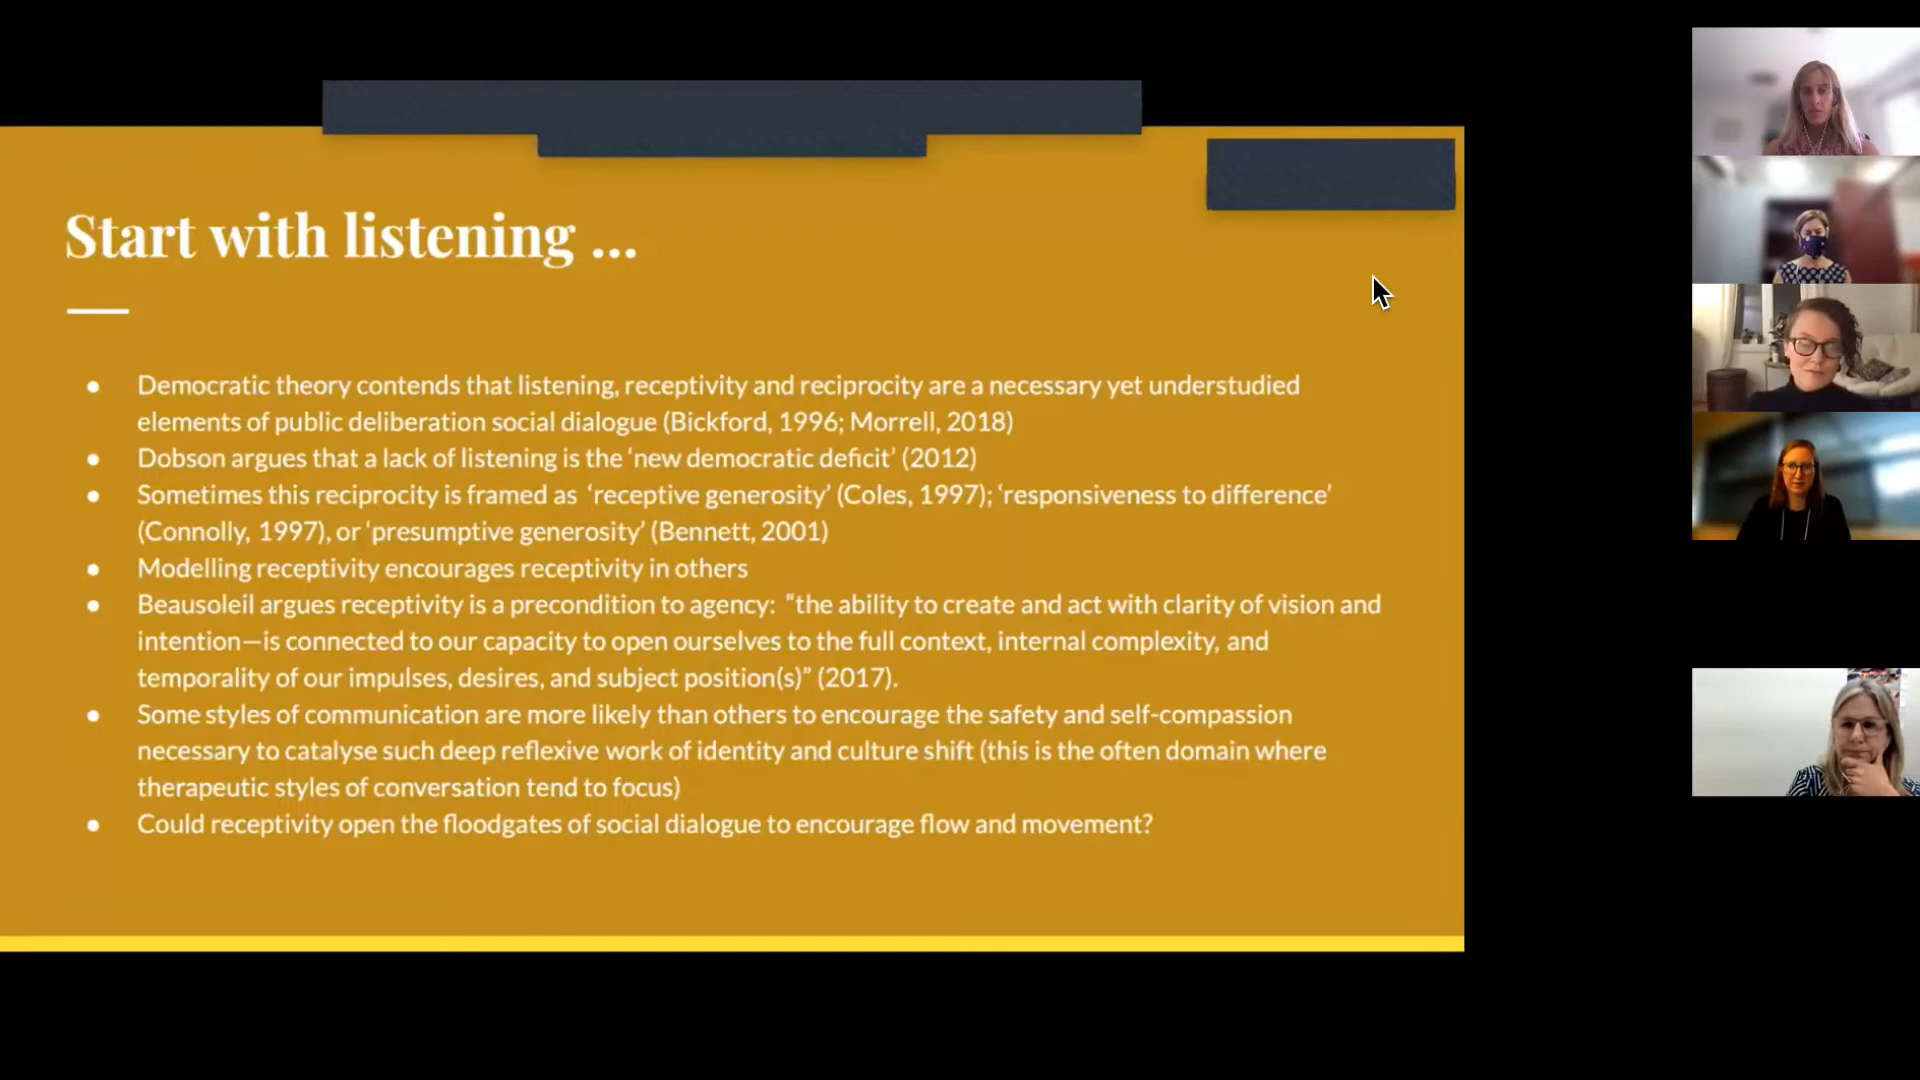 Start with listening ...
● Democratic theory contends that listening, receptivity and reciprocity are a necessary yet understudied
elements of public deliberation social dialogue (Bickford, 1996; Morrell, 2018)
● Dobson argues that a lack of listening is the ‘new democratic deficit’ (2012)
● Sometimes this reciprocity is framed as ‘receptive generosity’ (Coles, 1997); ‘responsiveness to difference’
(Connolly, 1997), or ‘presumptive generosity’ (Bennett, 2001)
● Modelling receptivity encourages receptivity in others
● Beausoleil argues receptivity is a precondition to agency: “the ability to create and act with clarity of vision and
intention—is connected to our capacity to open ourselves to the full context, internal complexity, and
temporality of our impulses, desires, and subject position(s)” (2017).
● Some styles of communication are more likely than others to encourage the safety and self-compassion
necessary to catalyse such deep reflexive work of identity and culture shift (this is the often domain where
therapeutic styles of conversation tend to focus)
● Could receptivity open the floodgates of social dialogue to encourage flow and movement?